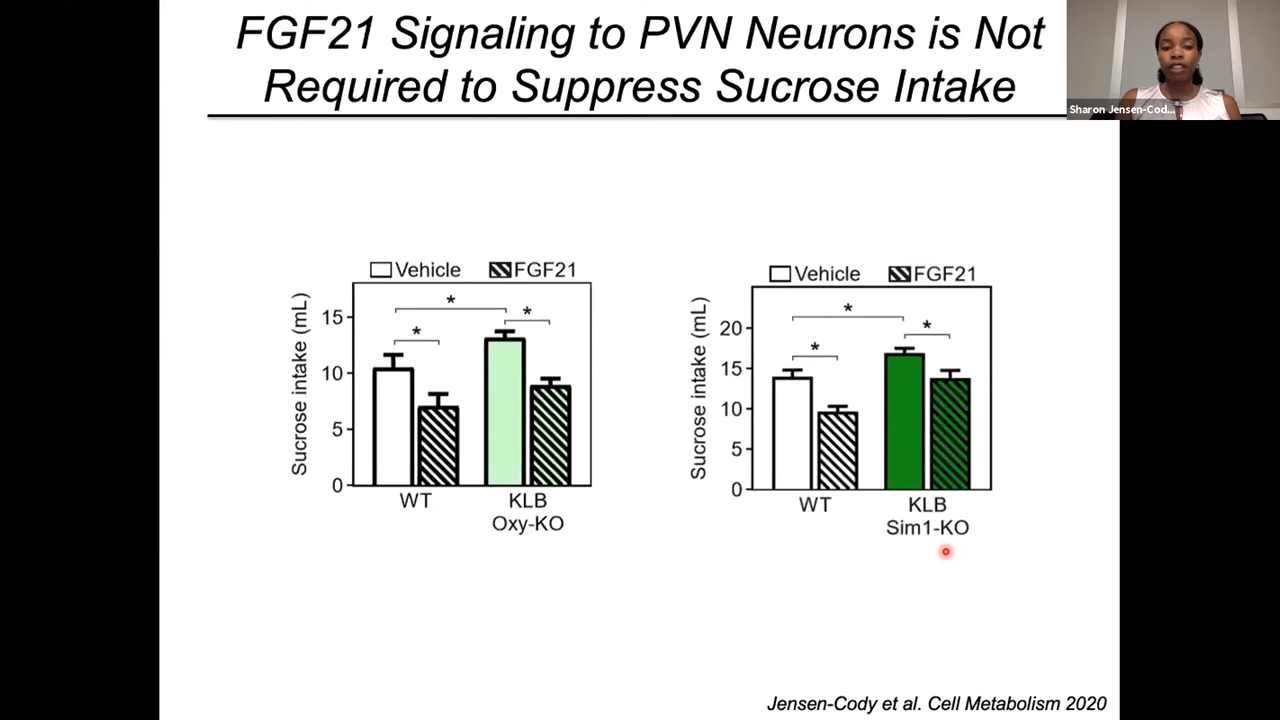 FGF21 Signaling to PVN Neurons is Not
Required to Suppress Sucrose Intake
Sharon Jensen-Cod...
Vehicle FGF21
Sucrose intake (mL)
15
10
5
0
*
*
*
WT
KLB
Oxy-KO
Vehicle FGF21
Sucrose intake (mL)
20
15
10
5
0
*
*
*
WT
KLB
Sim1-KO
Jensen-Cody et al. Cell Metabolism 2020